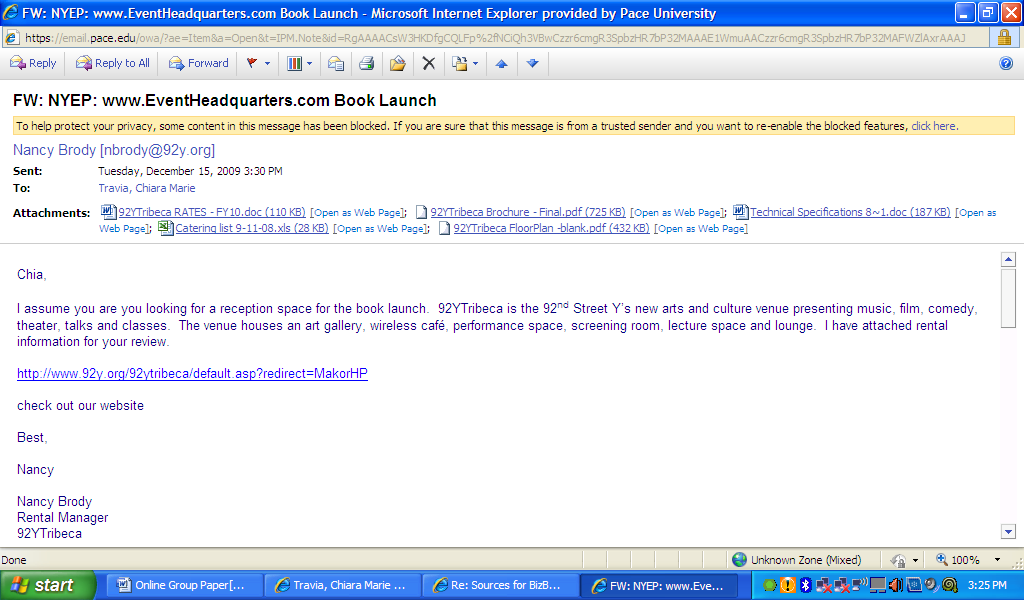 FW: NYEP: www.EventHeadquarters.com Book Launch - Microsoft Internet Explorer provided by Pace University
https://email.pace.edu/owa/?ae=Item&a=Open&t=IPM.Note&id=
Reply Reply to All Forward
FW: NYEP: www.EventHeadquarters.com Book Launch
To help protect your privacy, some content in this message has been blocked. If you are sure that this message is from a trusted sender and you want to re-enable the blocked features, click here.
Nancy Brody [nbrody@92y.org]
Sent: Tuesday, December 15, 2009 3:30 PM
To: Travia, Chiara Marie
Attachments: 92YTribeca RATES - FY10.doc (110 KB) [Open as Web Page]; 92YTribeca Brochure - Final.pdf (725 KB) [Open as Web Page]; Technical Specifications 8~1.doc (187 KB) [Open as
Web Page]; Catering list 9-11-08.xls (28 KB) [Open as Web Page]; 92YTribeca FloorPlan -blank.pdf (432 KB) [Open as Web Page]
Chia,
I assume you are you looking for a reception space for the book launch. 92YTribeca is the 92nd Street Y's new arts and culture venue presenting music, film, comedy,
theater, talks and classes. The venue houses an art gallery, wireless café, performance space, screening room, lecture space and lounge. I have attached rental
information for your review.
http://www.92y.org/92ytribeca/default.asp?redirect=MakorHP
check out our website
Best,
Nancy
Nancy Brody
Rental Manager
92YTribeca
Done Unknown Zone (Mixed) 100%
start Online Group Paper[... Travia, Chiara Marie ... Re: Sources for BizB... FW: NYEP: www.Eve... 3:25 PM